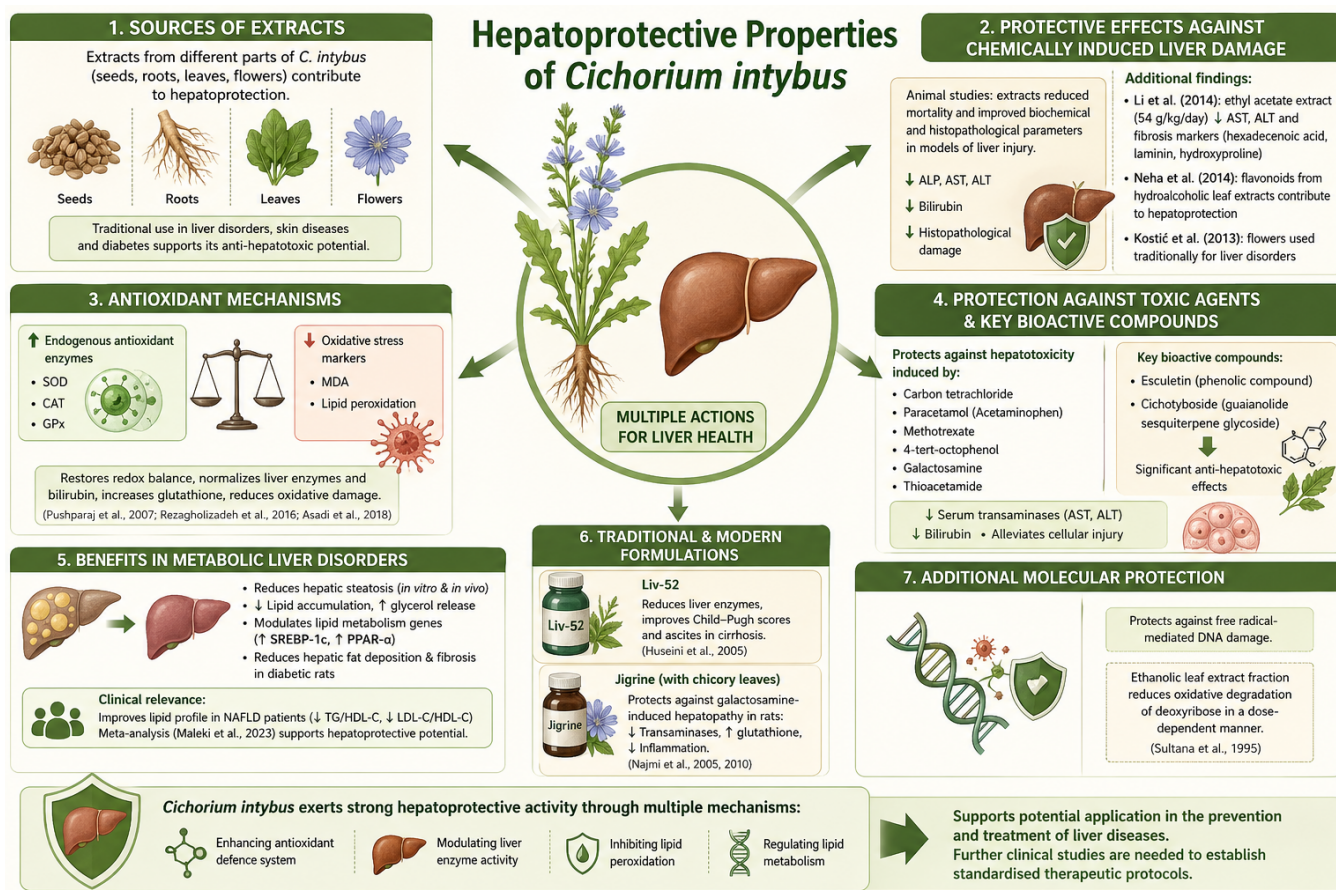 Hepatoprotective Properties
of Cichorium intybus
1. SOURCES OF EXTRACTS
Extracts from different parts of C. intybus
(seeds, roots, leaves, flowers) contribute
to hepatoprotection.
Seeds
Roots
Leaves
Flowers
Traditional use in liver disorders, skin diseases
and diabetes supports its anti-hepatotoxic potential.
2. PROTECTIVE EFFECTS AGAINST
CHEMICALLY INDUCED LIVER DAMAGE
Animal studies: extracts reduced
mortality and improved biochemical
and histopathological parameters
in models of liver injury.
↓ ALP, AST, ALT
↓ Bilirubin
↓ Histopathological
damage
Additional findings:
• Li et al. (2014): ethyl acetate extract
(54 g/kg/day) ↓ AST, ALT and
fibrosis markers (hexadecenoic acid,
laminin, hydroxyproline)
• Neha et al. (2014): flavonoids from
hydroalcoholic leaf extracts contribute
to hepatoprotection
• Kostić et al. (2013): flowers used
traditionally for liver disorders
3. ANTIOXIDANT MECHANISMS
↑ Endogenous antioxidant
enzymes
• SOD
• CAT
• GPx
↓ Oxidative stress
markers
• MDA
• Lipid peroxidation
Restores redox balance, normalizes liver enzymes and
bilirubin, increases glutathione, reduces oxidative damage.
(Pushparaj et al., 2007; Rezagholizadeh et al., 2016; Asadi et al., 2018)
MULTIPLE ACTIONS
FOR LIVER HEALTH
4. PROTECTION AGAINST TOXIC AGENTS
& KEY BIOACTIVE COMPOUNDS
Protects against hepatotoxicity
induced by:
• Carbon tetrachloride
• Paracetamol (Acetaminophen)
• Methotrexate
• 4-tert-octophenol
• Galactosamine
• Thioacetamide
Key bioactive compounds:
• Esculetin (phenolic compound)
• Cichotyboside (guaianolide
sesquiterpene glycoside)
Significant anti-hepatotoxic
effects
↓ Serum transaminases (AST, ALT)
↓ Bilirubin • Alleviates cellular injury
5. BENEFITS IN METABOLIC LIVER DISORDERS
• Reduces hepatic steatosis (in vitro & in vivo)
• ↓ Lipid accumulation, ↑ glycerol release
• Modulates lipid metabolism genes
(↑ SREBP-1c, ↑ PPAR-α)
• Reduces hepatic fat deposition & fibrosis
in diabetic rats
Clinical relevance:
Improves lipid profile in NAFLD patients (↓ TG/HDL-C, ↓ LDL-C/HDL-C)
Meta-analysis (Maleki et al., 2023) supports hepatoprotective potential.
6. TRADITIONAL & MODERN
FORMULATIONS
Liv-52
Liv-52
Reduces liver enzymes,
improves Child–Pugh scores
and ascites in cirrhosis.
(Huseini et al., 2005)
Jigrine
Jigrine (with chicory leaves)
Protects against galactosamine-
induced hepatopathy in rats:
↓ Transaminases, ↑ glutathione,
↓ Inflammation.
(Najmi et al., 2005, 2010)
7. ADDITIONAL MOLECULAR PROTECTION
Protects against free radical-
mediated DNA damage.
Ethanolic leaf extract fraction
reduces oxidative degradation
of deoxyribose in a dose-
dependent manner.
(Sultana et al., 1995)
Cichorium intybus exerts strong hepatoprotective activity through multiple mechanisms:
Enhancing antioxidant
defence system
Modulating liver
enzyme activity
Inhibiting lipid
peroxidation
Regulating lipid
metabolism
Supports potential application in the prevention
and treatment of liver diseases.
Further clinical studies are needed to establish
standardised therapeutic protocols.